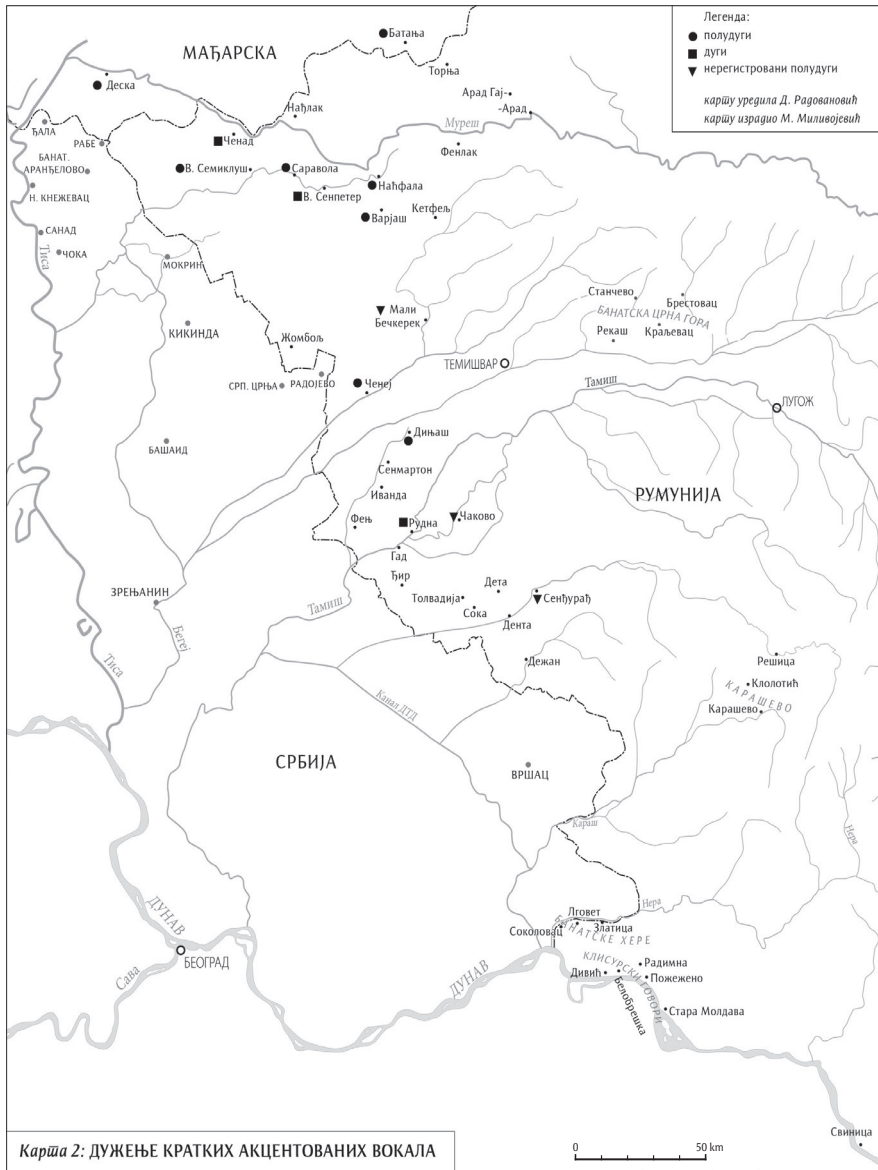 Легенда:
полудуги
дуги
нерегистровани полудуги
карту уредила Д. Радовановић
карту израдио М. Миливојевић
МАЂАРСКА
Батања
Торња
Деска
Арад Гај
Арад
Нађлак
Муреш
ЂАЛА
Ченад
РАБЕ
Фенлак
БАНАТ.
АРАНЂЕЛОВО
В. Семиклуш
Саравола
Наћфала
Н. КНЕЖЕВАЦ
В. Сенпетер
Варјаш
Кетфељ
САНАД
Тиса
ЧОКА
МОКРИН
Станчево
Брестовац
БАНАТСКА ЦРНА ГОРА
Мали
Бечкерек
КИКИНДА
Рекаш
Краљевац
Жомбољ
ТЕМИШВАР
СРП. ЦРЊА
РАДОЈЕВО
Ченеј
Тамиш
ЛУГОЖ
Дињаш
БАШАИД
Сенмартон
Иванда
РУМУНИЈА
Фењ
Рудна
Чаково
Гад
Ђир
Дета
ЗРЕЊАНИН
Толвадија
Сенђурађ
Тамиш
Сока
Дента
Бегеј
Тиса
Дежан
Решица
Клолотић
КАРАШЕВО
Карашево
Канал ДТД
СРБИЈА
ВРШАЦ
Караш
Нера
Нера
Лговет
Златица
Соколовац
БАНАТСКЕ ХЕРЕ
ДУНАВ
БЕОГРАД
Сава
ДУНАВ
КЛИСУРСКИ ГОВОРИ
Радимна
Дивић
Пожежено
Белобрешка
Стара Молдава
Свиница
Карта 2: ДУЖЕЊЕ КРАТКИХ АКЦЕНТОВАНИХ ВОКАЛА
0 50 km